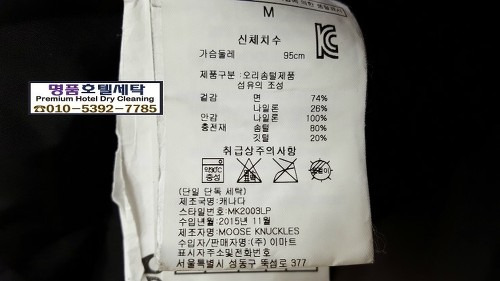 M
신체치수
가슴둘레 95cm
제품구분 : 오리솜털제품
섬유의 조성
겉감 면 74%
나일론 26%
안감 나일론 100%
충전재 솜털 80%
깃털 20%
취급상주의사항
약30℃
중성
(단일 단독 세탁)
제조국명:캐나다
스타일번호:MK2003LP
수입년월:2015년 11월
제조자명:MOOSE KNUCKLES
수입자/판매자명:(주) 이마트
표시자주소및전화번호:
서울특별시 성동구 뚝섬로 377
명품호텔세탁
Premium Hotel Dry Cleaning
☎010-5392-7785